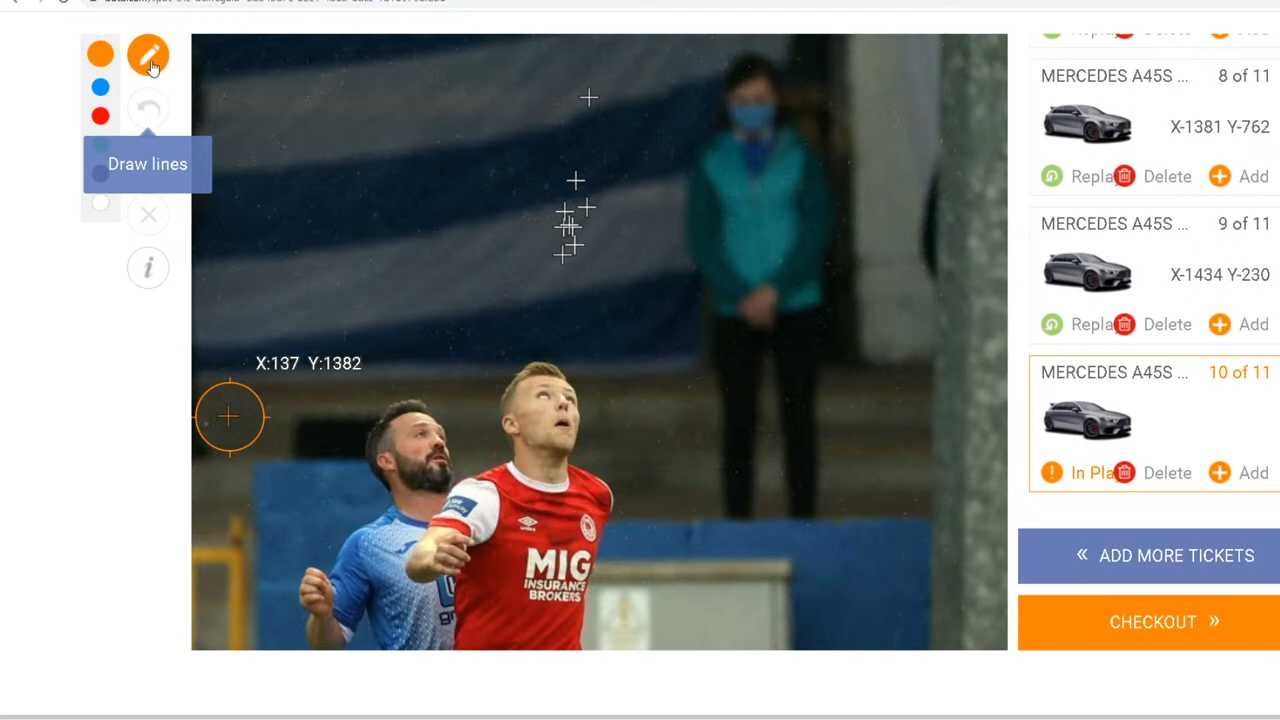 MERCEDES A45S ... 8 of 11
X-1381 Y-762
Repla Delete Add
Draw lines
MERCEDES A45S ... 9 of 11
X-1434 Y-230
Repla Delete Add
X:137 Y:1382
MERCEDES A45S ... 10 of 11
In Pla Delete Add
MIG
INSURANCE
BROKERS
« ADD MORE TICKETS
CHECKOUT »